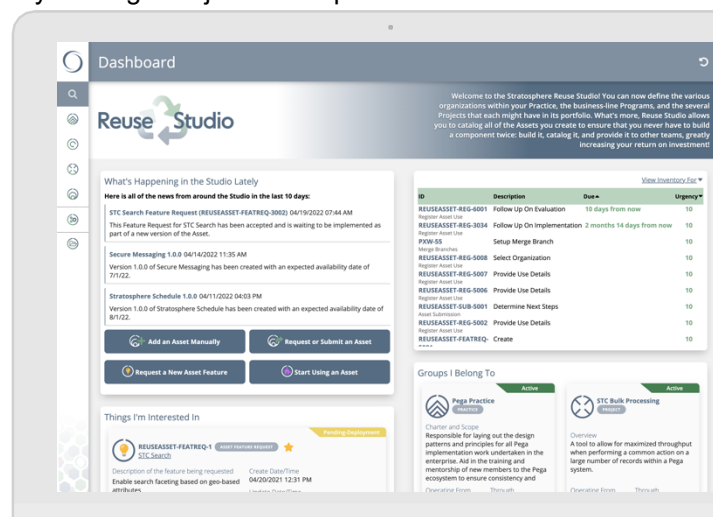 Dashboard
Reuse Studio
Welcome to the Stratosphere Reuse Studio! You can now define the various
organizations within your Practice, the business-line Programs, and the several
Projects that each might have in its portfolio. What's more, Reuse Studio allows
you to catalog all of the Assets you create to ensure that you never have to build
a component twice: build it, catalog it, and provide it to other teams, greatly
increasing your return on investment!
What's Happening in the Studio Lately
Here is all of the news from around the Studio in the last 10 days:
STC Search Feature Request (REUSEASSET-FEATREQ-3002) 04/19/2022 07:44 AM
This Feature Request for STC Search has been accepted and is waiting to be implemented as
part of a new version of the Asset.
Secure Messaging 1.0.0 04/14/2022 11:35 AM
Version 1.0.0 of Secure Messaging has been created with an expected availability date of
7/1/22.
Stratosphere Schedule 1.0.0 04/11/2022 04:03 PM
Version 1.0.0 of Stratosphere Schedule has been created with an expected availability date of
8/1/22.
Add an Asset Manually
Request or Submit an Asset
Request a New Asset Feature
Start Using an Asset
View Inventory For
ID Description Due Urgency
REUSEASSET-REG-6001 Follow Up On Evaluation 10 days from now 10
Register Asset Use
REUSEASSET-REG-3034 Follow Up On Implementation 2 months 14 days from now 10
Register Asset Use
PXW-55 Setup Merge Branch 10
Merge Branches
REUSEASSET-REG-5008 Select Organization 10
Register Asset Use
REUSEASSET-REG-5007 Provide Use Details 10
Register Asset Use
REUSEASSET-REG-5006 Provide Use Details 10
Register Asset Use
REUSEASSET-SUB-5001 Determine Next Steps 10
Asset Submission
REUSEASSET-REG-5002 Provide Use Details 10
Register Asset Use
REUSEASSET-FEATREQ- Create 10
Things I'm Interested In
Pending-Deployment
REUSEASSET-FEATREQ-1 ASSET FEATURE REQUEST
STC Search
Description of the feature being requested
Enable search faceting based on geo-based
attributes
Create Date/Time
04/20/2021 12:31 PM
Update Date/Time
Groups I Belong To
Active
Pega Practice
PRACTICE
Charter and Scope
Responsible for laying out the design
patterns and principles for all Pega
implementation work undertaken in the
enterprise. Aid in the training and
mentorship of new members to the Pega
ecosystem to ensure consistency and
Operating From Through
Active
STC Bulk Processing
PROJECT
Overview
A tool to allow for maximized throughput
when performing a common action on a
large number of records within a Pega
system.
Operating From Through